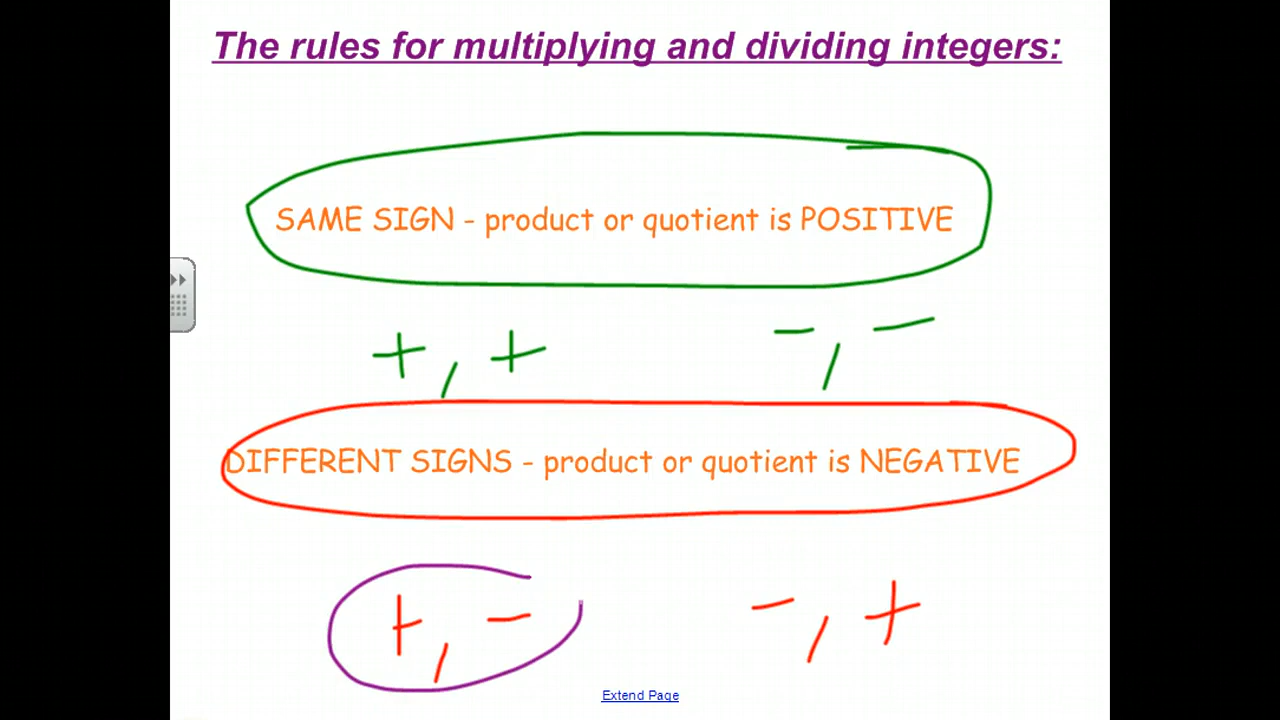 The rules for multiplying and dividing integers:
SAME SIGN - product or quotient is POSITIVE
+, + -, -
DIFFERENT SIGNS - product or quotient is NEGATIVE
+, - -, +
Extend Page